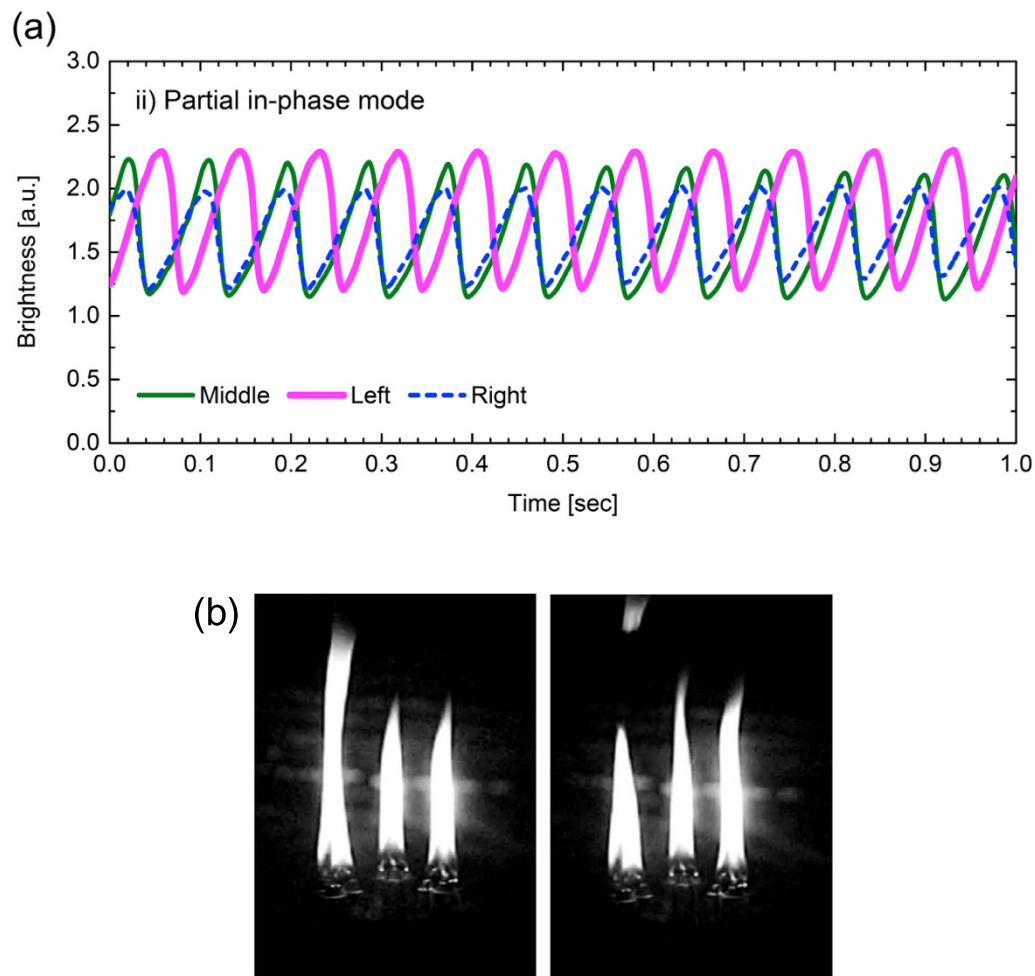 (a)
3.0
ii) Partial in-phase mode
2.5
2.0
1.5
1.0
0.5
0.0
Brightness [a.u.]
Middle Left Right
0.0 0.1 0.2 0.3 0.4 0.5 0.6 0.7 0.8 0.9 1.0
Time [sec]
(b)